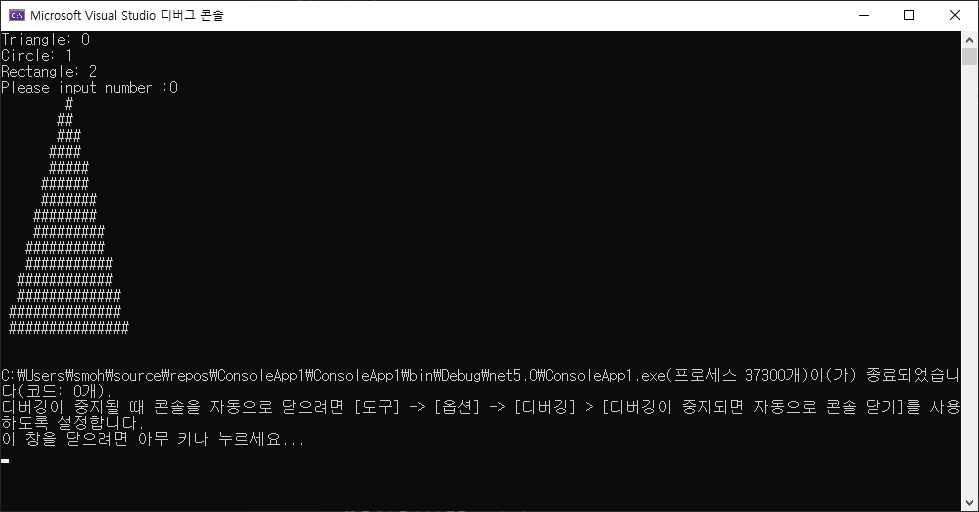 Microsoft Visual Studio 디버그 콘솔
Triangle: 0
Circle: 1
Rectangle: 2
Please input number :0
        #
       ##
       ###
      ####
      #####
     ######
     #######
    ########
    #########
   ##########
   ###########
  ############
  #############
 ##############
 ###############
C:₩Users₩smoh₩source₩repos₩ConsoleApp1₩ConsoleApp1₩bin₩Debug₩net5.0₩ConsoleApp1.exe(프로세스 37300개)이(가) 종료되었습니
다(코드: 0개).
디버깅이 중지될 때 콘솔을 자동으로 닫으려면 [도구] -> [옵션] -> [디버깅] > [디버깅이 중지되면 자동으로 콘솔 닫기]를 사용
하도록 설정합니다.
이 창을 닫으려면 아무 키나 누르세요...